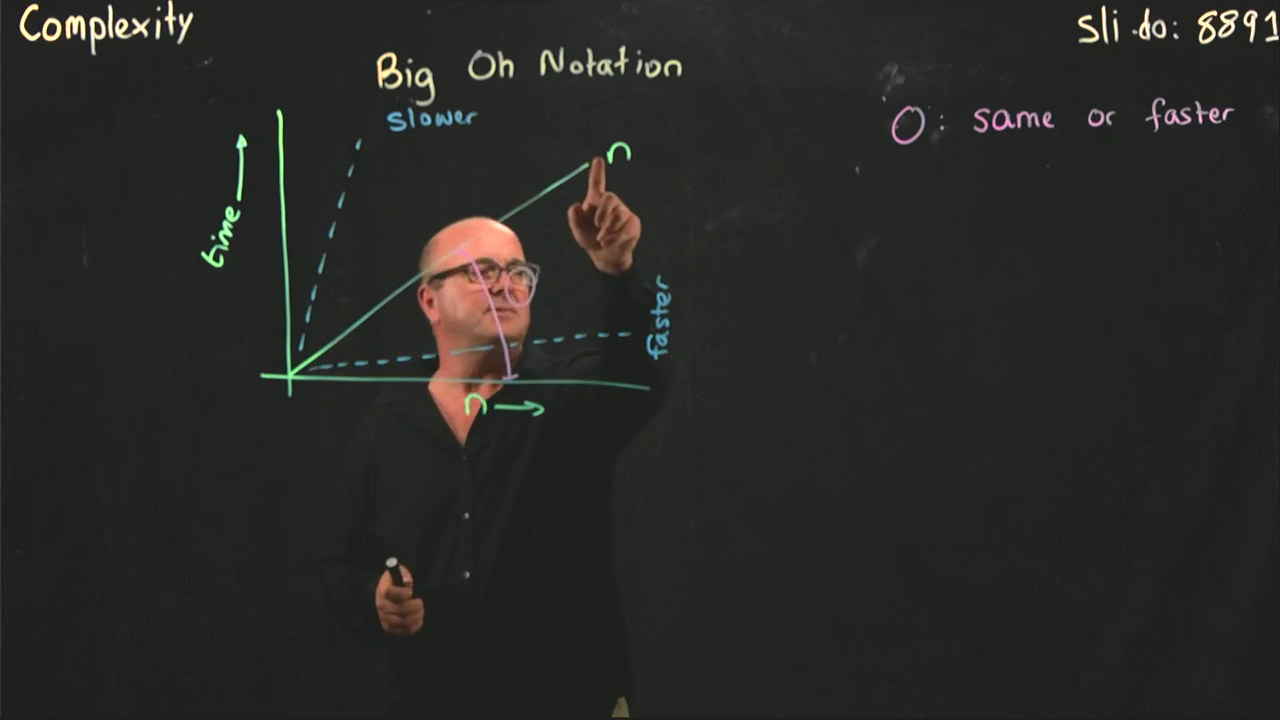 Complexity
Sli.do: 8891
Big Oh Notation
slower
O: same or faster
n
time
O
faster
n